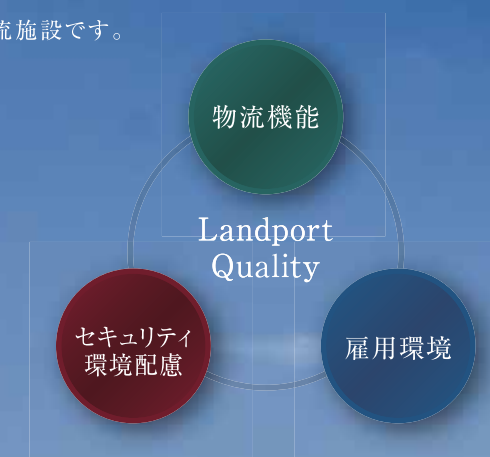 流施設です。
物流機能
Landport
Quality
セキュリティ
環境配慮
雇用環境